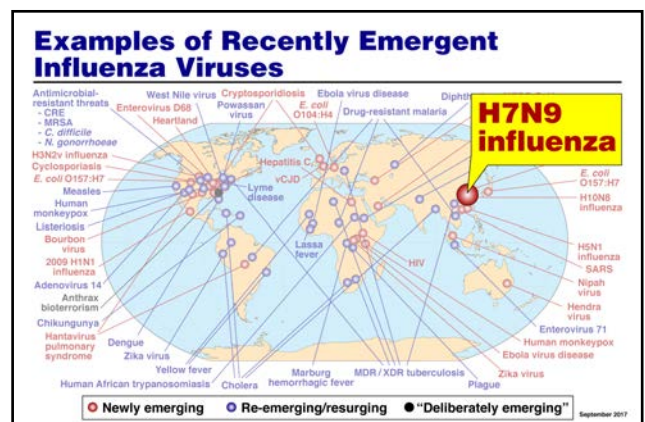 Examples of Recently Emergent
Influenza Viruses
Antimicrobial-
resistant threats
- CRE
- MRSA
- C. difficile
- N. gonorrhoeae
H3N2v influenza
Cyclosporiasis
E. coli O157:H7
Measles
Human
monkeypox
Listeriosis
Bourbon
virus
2009 H1N1
influenza
Adenovirus 14
Anthrax
bioterrorism
Chikungunya
Hantavirus
pulmonary
syndrome
West Nile virus
Enterovirus D68
Heartland
Cryptosporidiosis
Powassan
virus
E. coli
O104:H4
Ebola virus disease
Drug-resistant malaria
Diphth
H7N9
influenza
Hepatitis C
vCJD
Lyme
disease
Lassa
fever
HIV
E. coli
O157:H7
H10N8
influenza
H5N1
influenza
SARS
Nipah
virus
Hendra
virus
Enterovirus 71
Human monkeypox
Ebola virus disease
Zika virus
Plague
MDR/XDR tuberculosis
Marburg
hemorrhagic fever
Cholera
Human African trypanosomiasis
Yellow fever
Zika virus
Dengue
Newly emerging
Re-emerging/resurging
"Deliberately emerging"
September 2017